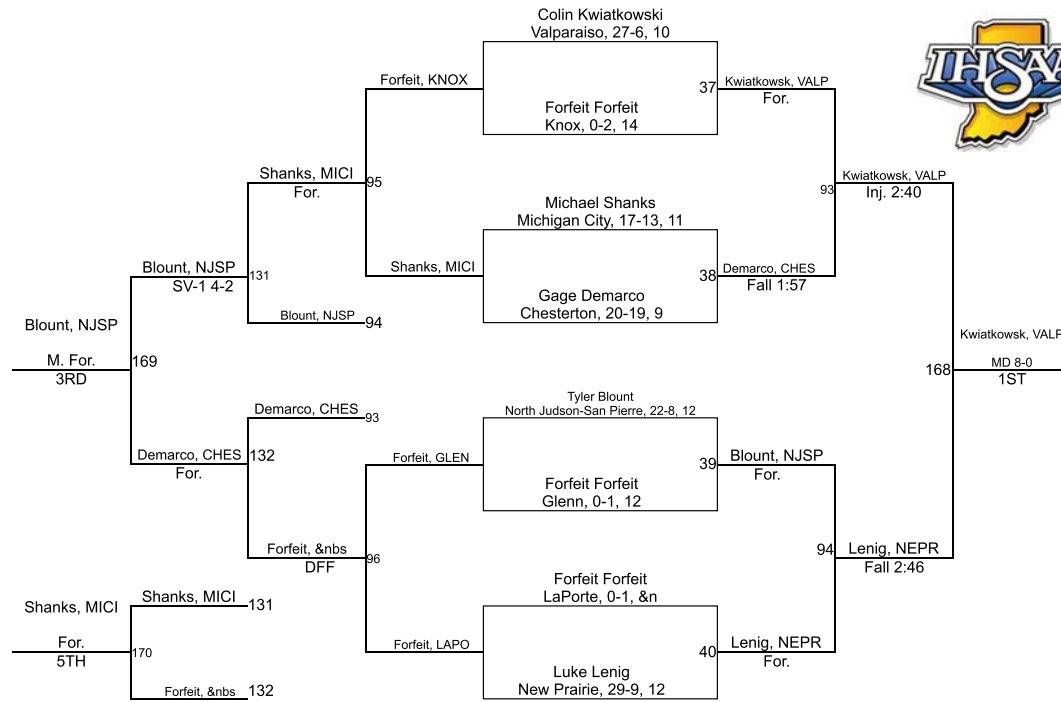 Colin Kwiatkowski
Valparaiso, 27-6, 10
Forfeit, KNOX
37
Kwiatkowsk, VALP
For.
Forfeit Forfeit
Knox, 0-2, 14
IHSAA
Shanks, MICI
For.
95
93
Kwiatkowsk, VALP
Inj. 2:40
Michael Shanks
Michigan City, 17-13, 11
Shanks, MICI
38
Demarco, CHES
Fall 1:57
Gage Demarco
Chesterton, 20-19, 9
Blount, NJSP
SV-1 4-2
131
Blount, NJSP
94
Blount, NJSP
M. For.
3RD
169
Kwiatkowsk, VALP
168
MD 8-0
1ST
Demarco, CHES
93
Tyler Blount
North Judson-San Pierre, 22-8, 12
Demarco, CHES
For.
132
Forfeit, GLEN
39
Blount, NJSP
For.
Forfeit Forfeit
Glenn, 0-1, 12
Forfeit, &nbs
DFF
96
94
Lenig, NEPR
Fall 2:46
Forfeit Forfeit
LaPorte, 0-1, &n
Shanks, MICI
For.
5TH
Shanks, MICI
131
170
Forfeit, LAPO
40
Lenig, NEPR
For.
Luke Lenig
New Prairie, 29-9, 12
Forfeit, &nbs
132